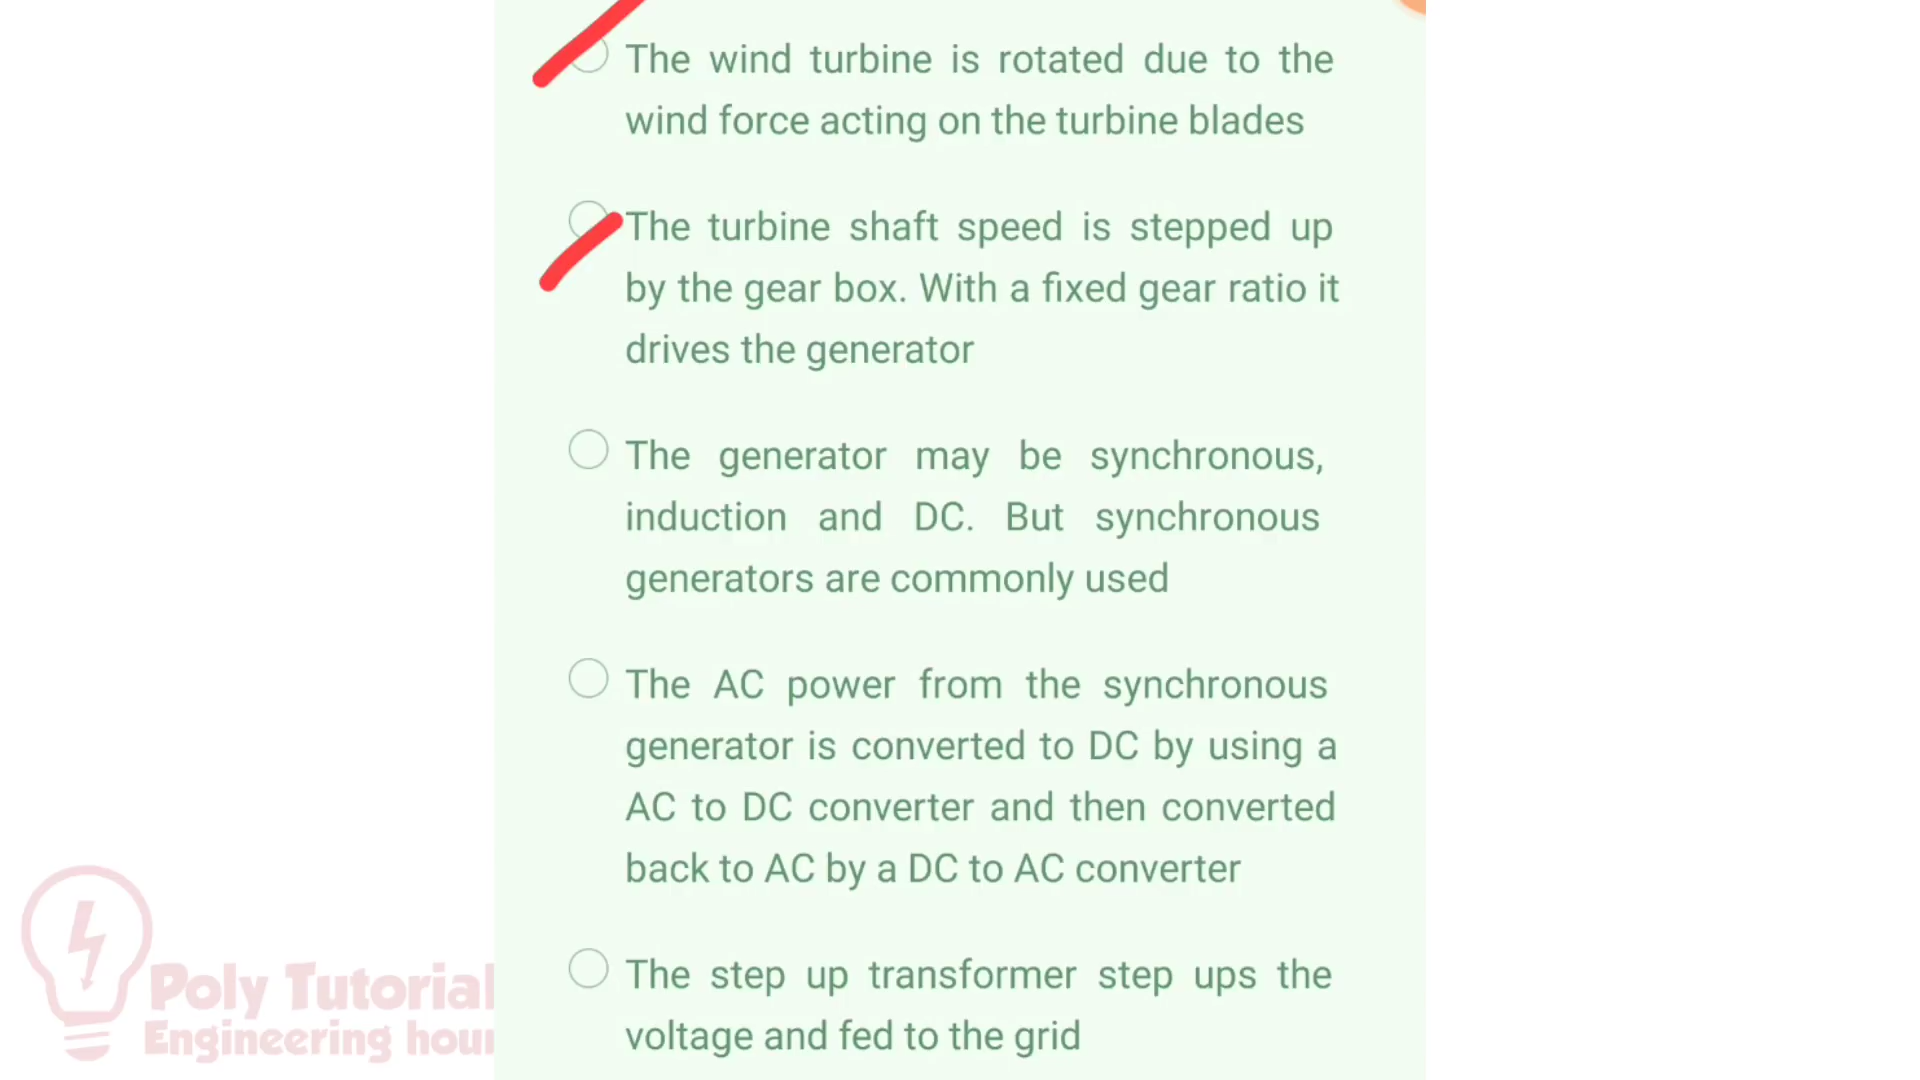 The wind turbine is rotated due to the
wind force acting on the turbine blades
The turbine shaft speed is stepped up
by the gear box. With a fixed gear ratio it
drives the generator
The generator may be synchronous,
induction and DC. But synchronous
generators are commonly used
The AC power from the synchronous
generator is converted to DC by using a
AC to DC converter and then converted
back to AC by a DC to AC converter
The step up transformer step ups the
voltage and fed to the grid
Poly Tutorial
Engineering hour